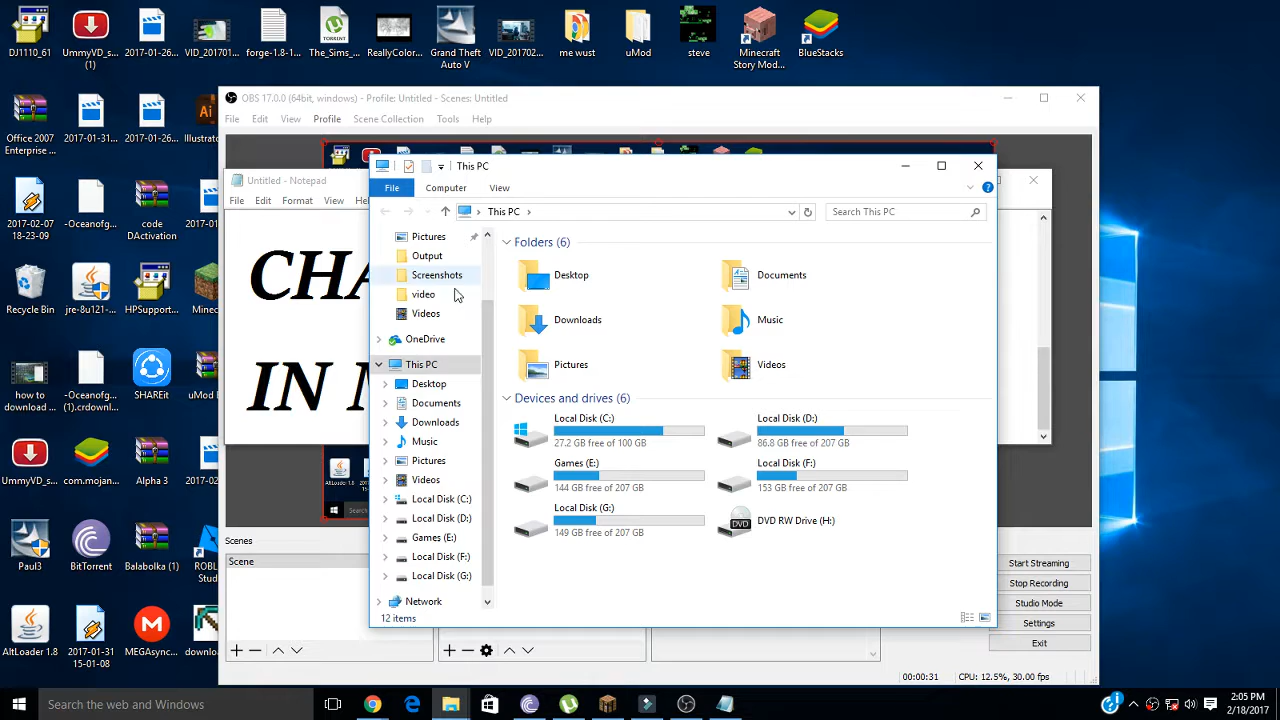 DJ1110_61
UmmyVD_s...
(1)
2017-01-26...
VID_201701...
forge-1.8-1...
The_Sims_...
ReallyColor...
Grand Theft
Auto V
VID_201702...
me wust
uMod
steve
Minecraft
Story Mod...
BlueStacks
Office 2007
Enterprise ...
2017-01-31...
2017-01-26...
Illustrat
2017-02-07
18-23-09
-Oceanofg...
code
DActivation
2017-01
Recycle Bin
jre-8u121-...
HPSupport...
Minec
how to
download ...
-Oceanofg...
(1).crdownl...
SHAREit
uMod
UmmyVD_s...
com.mojan...
Alpha 3
2017-02
Paul3
BitTorrent
Balabolka (1)
ROBL
Stud
AltLoader 1.8
2017-01-31
15-01-08
MEGAsync...
downlo
OBS 17.0.0 (64bit, windows) - Profile: Untitled - Scenes: Untitled
File Edit View Profile Scene Collection Tools Help
Untitled - Notepad
File Edit Format View He
CHA
IN M
This PC
File Computer View
This PC
Search This PC
Pictures
Output
Screenshots
video
Videos
OneDrive
This PC
Desktop
Documents
Downloads
Music
Pictures
Videos
Local Disk (C:)
Local Disk (D:)
Games (E:)
Local Disk (F:)
Local Disk (G:)
Network
12 items
Folders (6)
Desktop
Documents
Downloads
Music
Pictures
Videos
Devices and drives (6)
Local Disk (C:)
27.2 GB free of 100 GB
Local Disk (D:)
86.8 GB free of 207 GB
Games (E:)
144 GB free of 207 GB
Local Disk (F:)
153 GB free of 207 GB
Local Disk (G:)
149 GB free of 207 GB
DVD
DVD RW Drive (H:)
Scenes
Scene
Start Streaming
Stop Recording
Studio Mode
Settings
Exit
00:00:31
CPU: 12.5%, 30.00 fps
Search the web and Windows
2:05 PM
2/18/2017